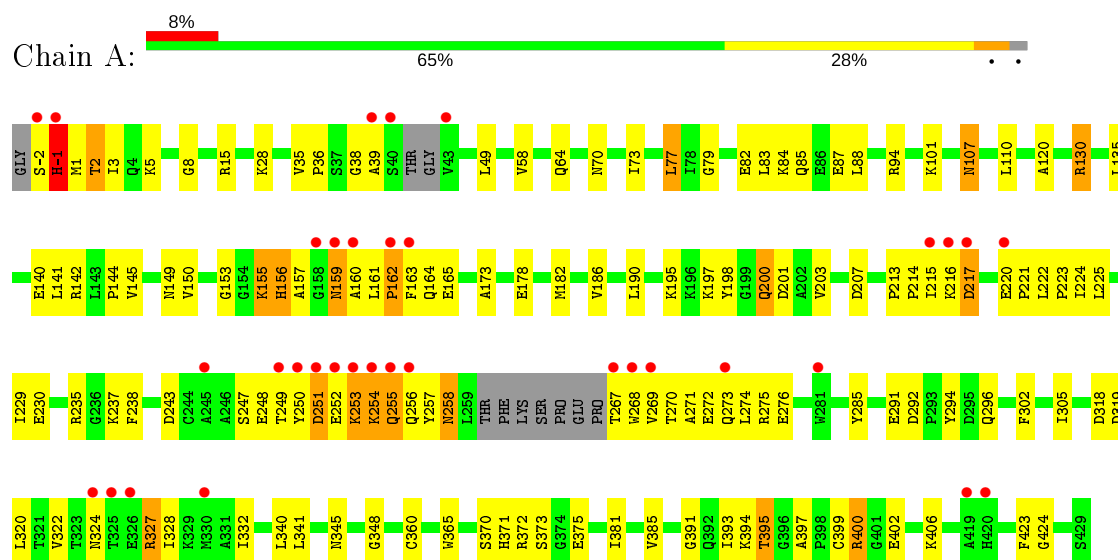 8%
Chain A:
65% 28% • •
GLY S-2 H-1 M1 T2 I3 Q4 K5 G8 R15 K28 V35 P36 S37 G38 A39 S40 THR GLY V43 L49 V58 Q64 N70 I73 L77 I78 G79 E82 L83 K84 Q85 E86 E87 L88 R94 K101 N107 L110 A120 R130 L135
E140 L141 R142 L143 P144 V145 N149 V150 G153 G154 K155 H156 A157 G158 N159 A160 L161 P162 F163 Q164 E165 A173 E178 M182 V186 L190 K195 K196 K197 Y198 G199 Q200 D201 A202 V203 D207 P213 P214 I215 K216 D217 E220 P221 L222 P223 I224 L225
I229 E230 R235 G236 K237 F238 D243 C244 A245 A246 S247 E248 T249 Y250 D251 E252 K253 K254 Q255 Q256 Y257 N258 L259 THR PHE LYS SER PRO GLU PRO T267 W268 V269 T270 A271 E272 Q273 L274 R275 E276 W281 Y285 E291 D292 P293 Y294 D295 Q296 F302 I305 D318
L320 T321 V322 T323 N324 T325 E326 R327 I328 K329 M330 A331 I332 L340 L341 N345 G348 C360 W365 S370 H371 R372 S373 G374 E375 I381 V385 G391 Q392 I393 K394 T395 G396 A397 P398 C399 R400 G401 E402 K406 A419 H420 F423 G424 S429